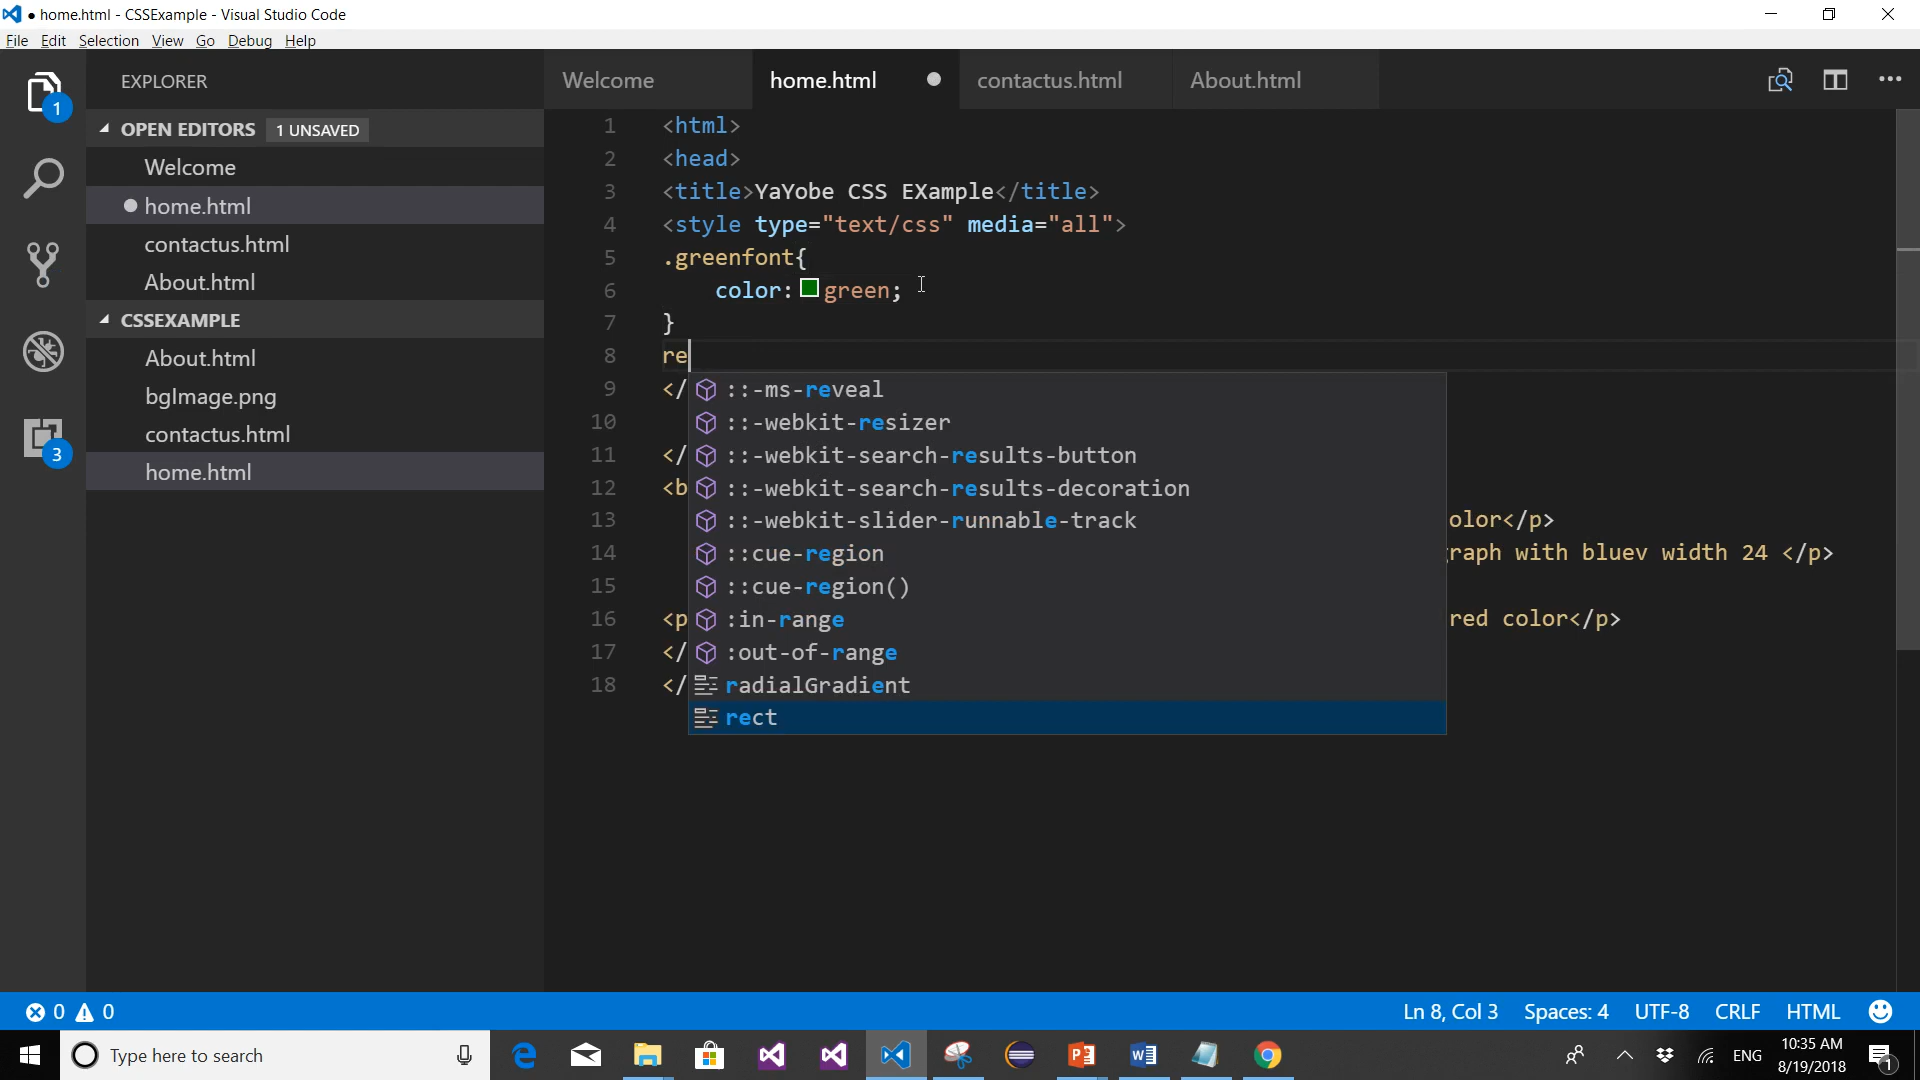 ● home.html - CSSExample - Visual Studio Code
File Edit Selection View Go Debug Help
EXPLORER
OPEN EDITORS 1 UNSAVED
Welcome
home.html
contactus.html
About.html
CSSEXAMPLE
About.html
bgImage.png
contactus.html
home.html
1
3
Welcome home.html contactus.html About.html
1 <html>
2 <head>
3 <title>YaYobe CSS EXample</title>
4 <style type="text/css" media="all">
5 .greenfont{
6 color: green;
7 }
8 re
9 </
10
11 </
12 <b
13 olor</p>
14 raph with bluev width 24 </p>
15
16 <p red color</p>
17 </
18 </
::-ms-reveal
::-webkit-resizer
::-webkit-search-results-button
::-webkit-search-results-decoration
::-webkit-slider-runnable-track
::cue-region
::cue-region()
:in-range
:out-of-range
radialGradient
rect
0 0 Ln 8, Col 3 Spaces: 4 UTF-8 CRLF HTML
Type here to search
ENG
10:35 AM
8/19/2018
1